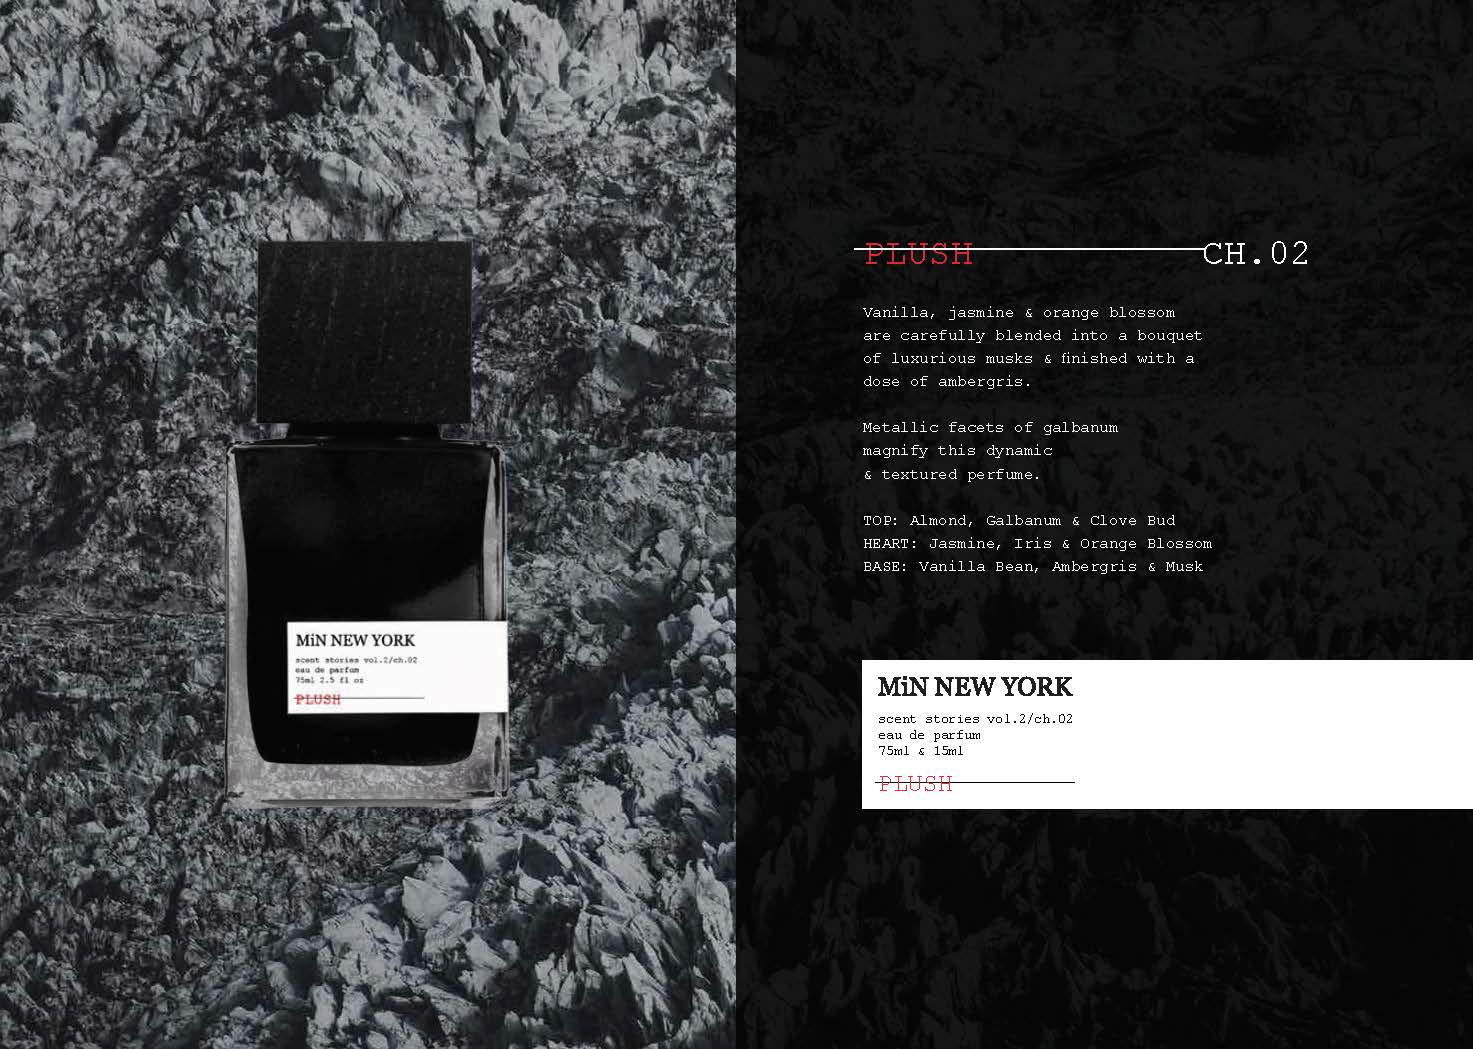 MiN NEW YORK
scent stories vol.2/ch.02
eau de parfum
75ml 2.5 fl oz
PLUSH
PLUSH CH.02
Vanilla, jasmine & orange blossom
are carefully blended into a bouquet
of luxurious musks & finished with a
dose of ambergris.
Metallic facets of galbanum
magnify this dynamic
& textured perfume.
TOP: Almond, Galbanum & Clove Bud
HEART: Jasmine, Iris & Orange Blossom
BASE: Vanilla Bean, Ambergris & Musk
MiN NEW YORK
scent stories vol.2/ch.02
eau de parfum
75ml & 15ml
PLUSH